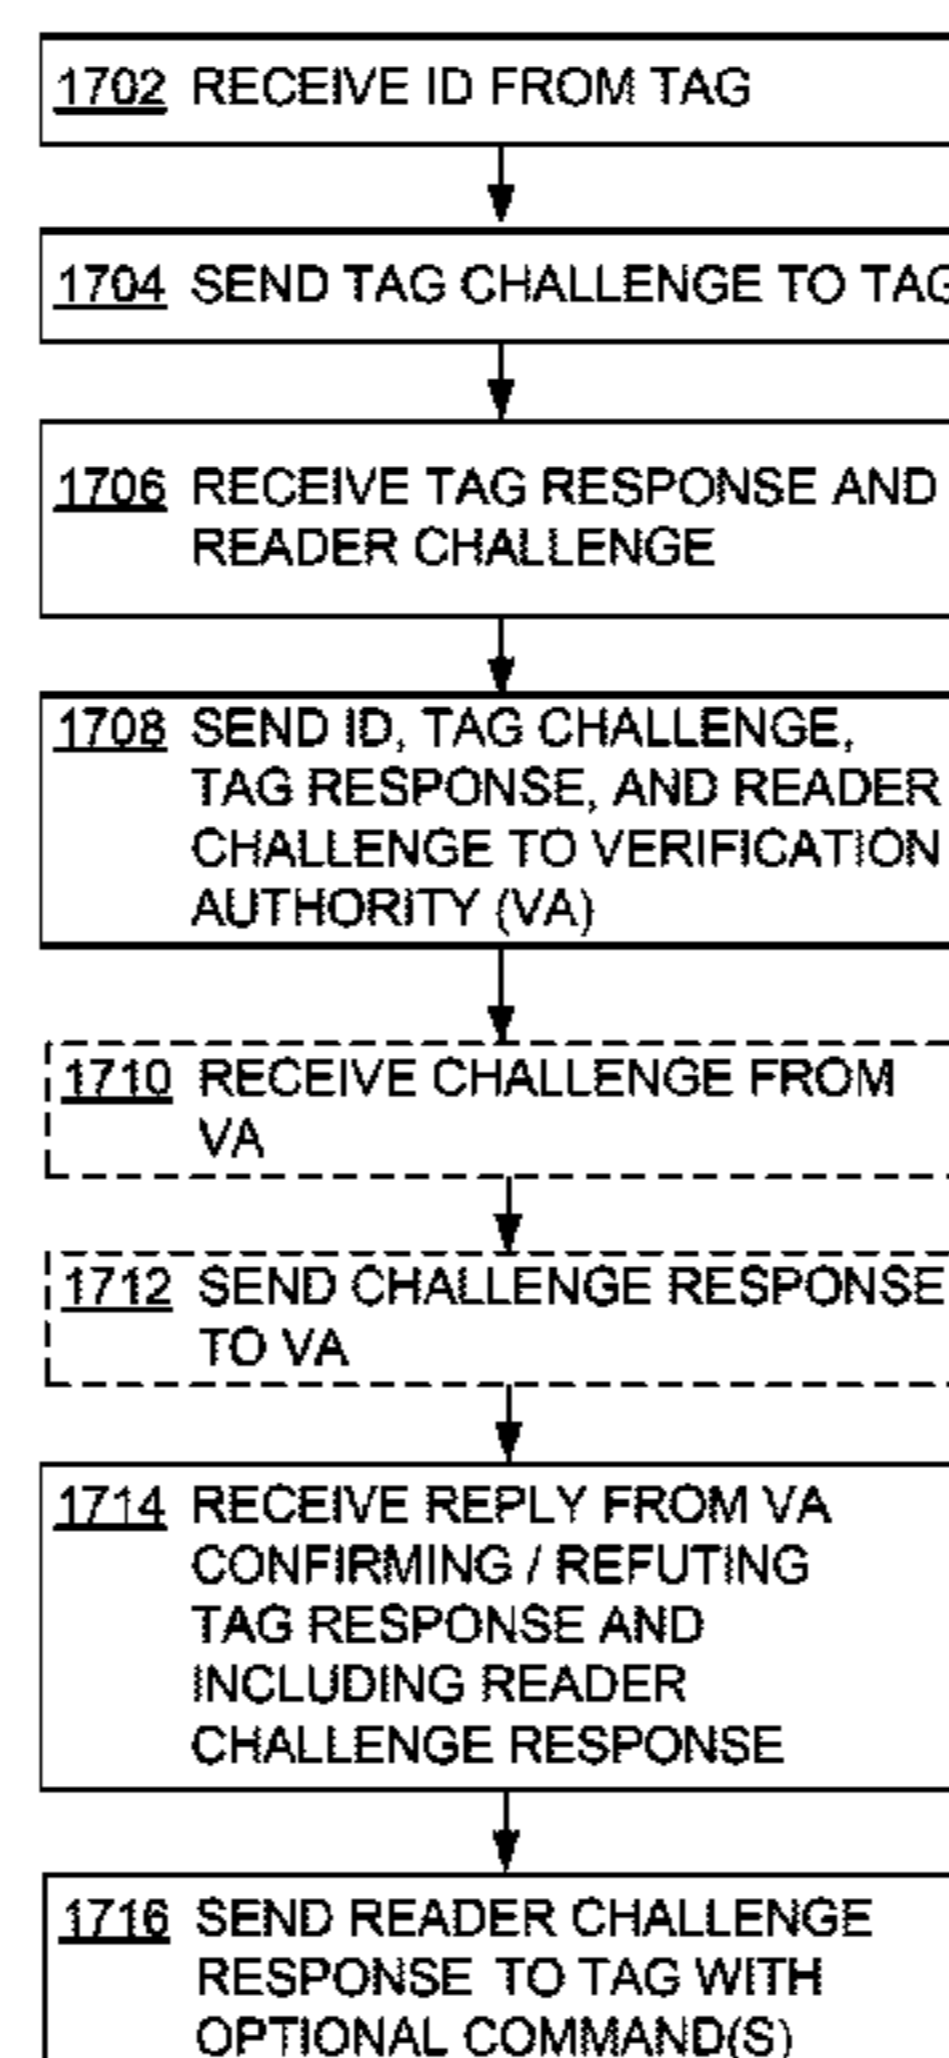 1702 RECEIVE ID FROM TAG
1704 SEND TAG CHALLENGE TO TAG
1706 RECEIVE TAG RESPONSE AND
READER CHALLENGE
1708 SEND ID, TAG CHALLENGE,
TAG RESPONSE, AND READER
CHALLENGE TO VERIFICATION
AUTHORITY (VA)
1710 RECEIVE CHALLENGE FROM
VA
1712 SEND CHALLENGE RESPONSE
TO VA
1714 RECEIVE REPLY FROM VA
CONFIRMING / REFUTING
TAG RESPONSE AND
INCLUDING READER
CHALLENGE RESPONSE
1716 SEND READER CHALLENGE
RESPONSE TO TAG WITH
OPTIONAL COMMAND(S)